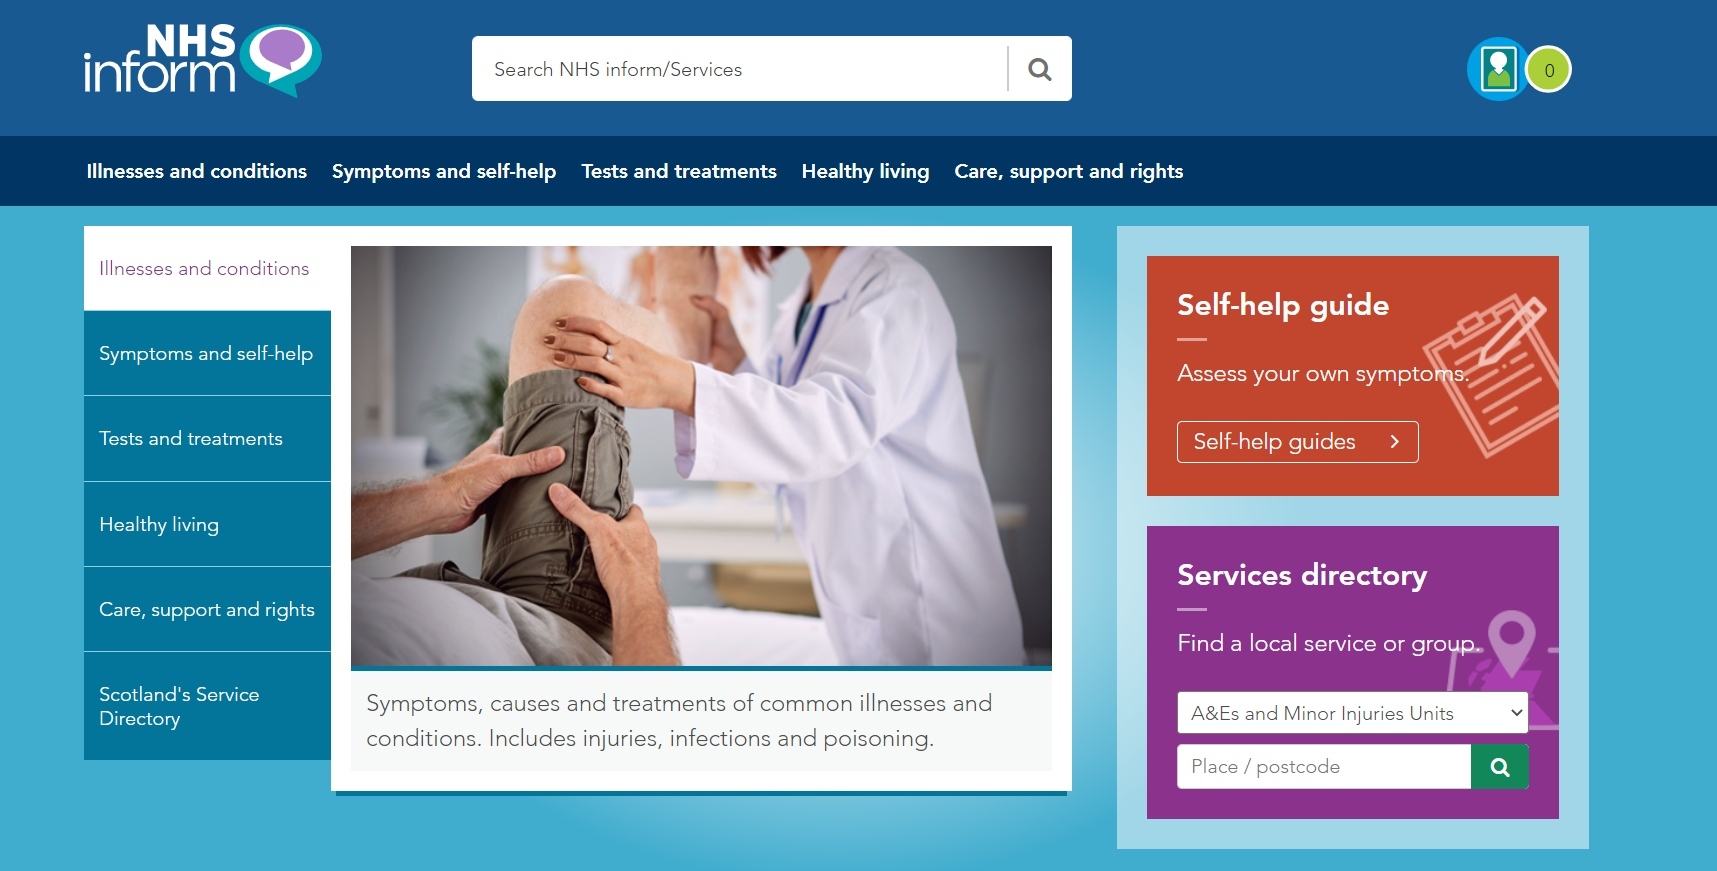 NHS
inform
Search NHS inform/Services
0
Illnesses and conditions
Symptoms and self-help
Tests and treatments
Healthy living
Care, support and rights
Illnesses and conditions
Symptoms and self-help
Tests and treatments
Healthy living
Care, support and rights
Scotland's Service
Directory
Symptoms, causes and treatments of common illnesses and
conditions. Includes injuries, infections and poisoning.
Self-help guide
Assess your own symptoms.
Self-help guides
Services directory
Find a local service or group.
A&Es and Minor Injuries Units
Place / postcode